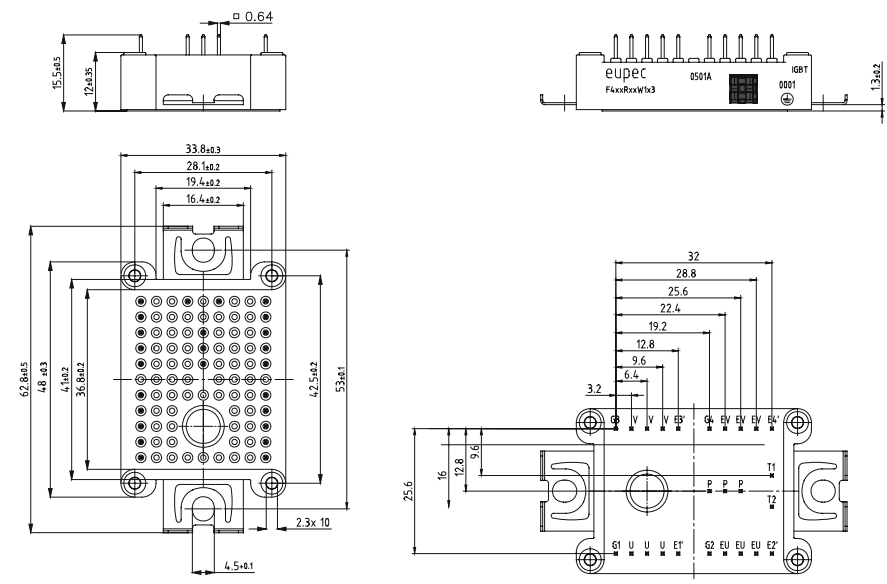 □ 0.64
15.5±0.5
12±0.35
eupec
0501A
IGBT
F4xxRxxW1x3
0001
1.3±0.2
33.8±0.3
28.1±0.2
19.4±0.2
16.4±0.2
62.8±0.5
48 ±0.3
41±0.2
36.8±0.2
42.5±0.2
53±0.1
2.3x 10
4.5+0.1
32
28.8
25.6
22.4
19.2
12.8
9.6
6.4
3.2
G3 V V V E3' G4 EV EV EV E4'
25.6
16
12.8
9.6
T1
P P P
T2
G1 U U U E1' G2 EU EU EU E2'